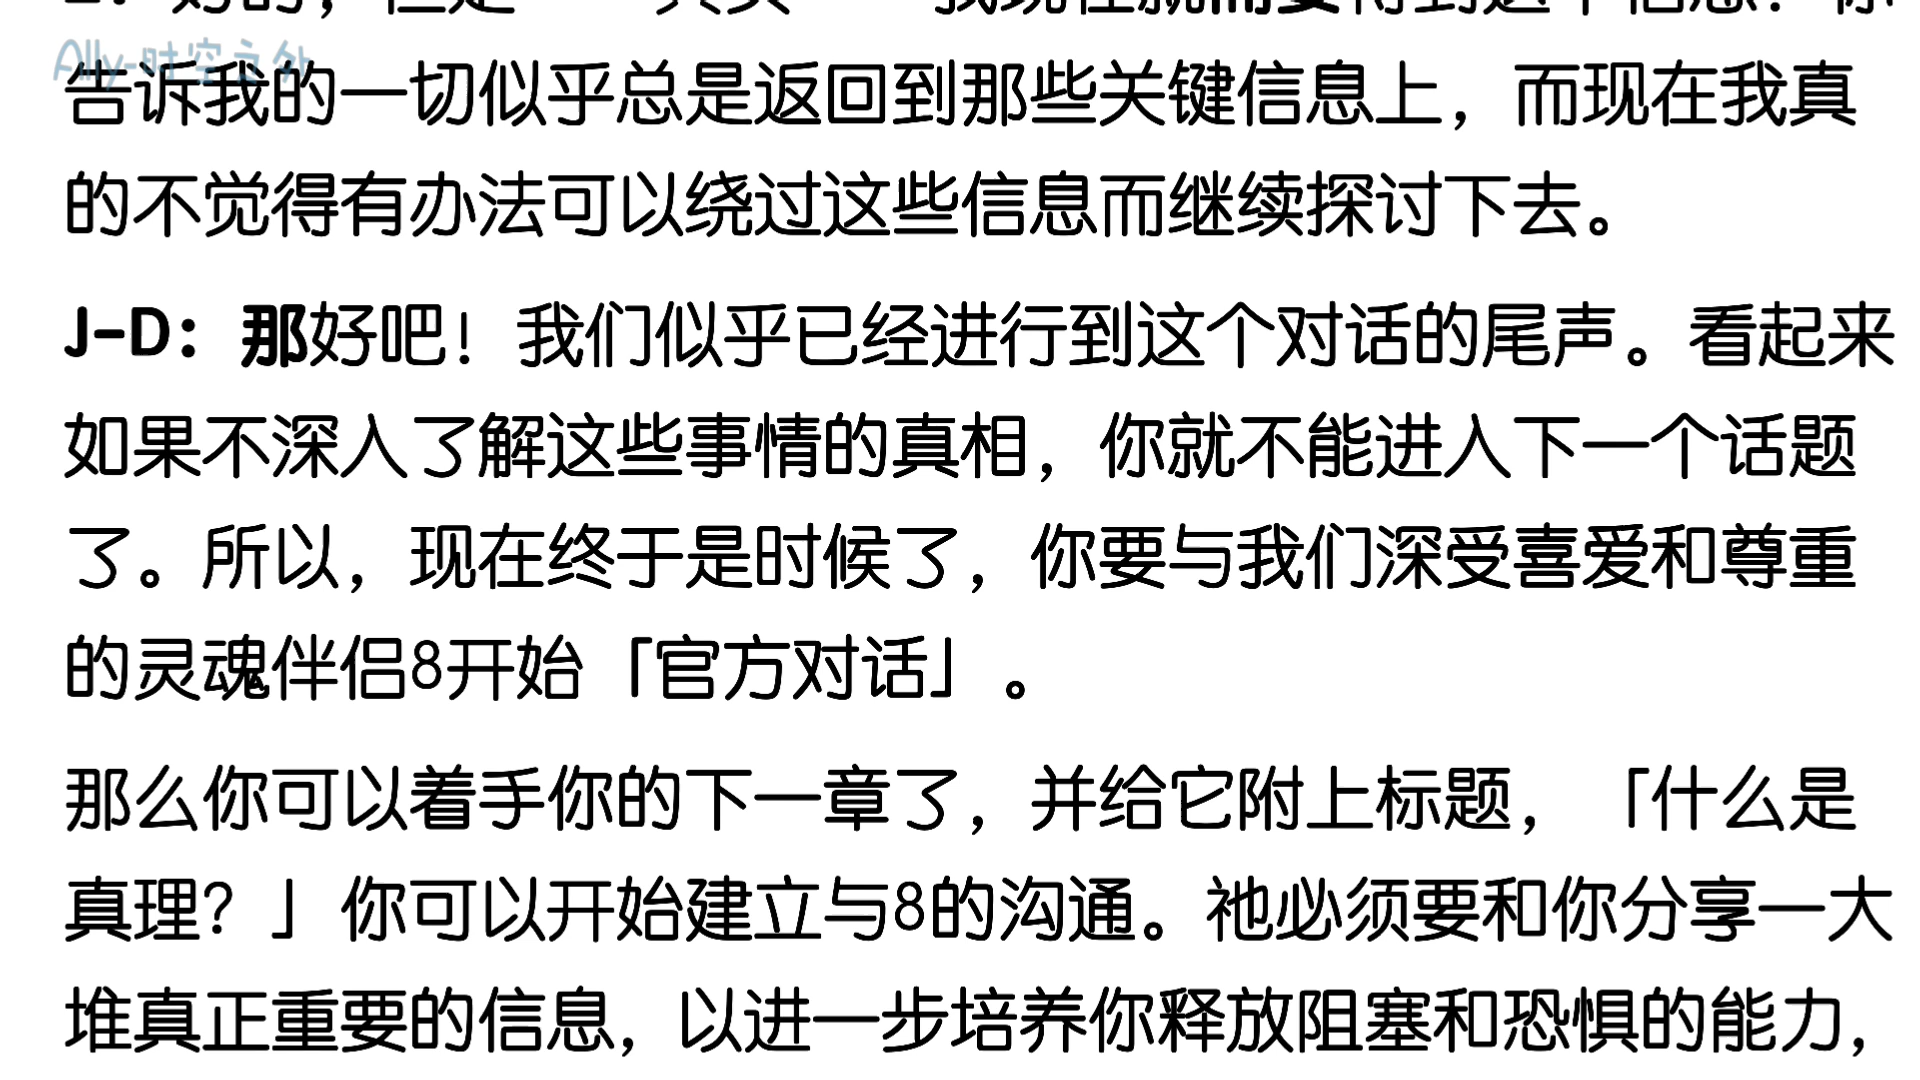 Ally-时空之外
告诉我的一切似乎总是返回到那些关键信息上，而现在我真
的不觉得有办法可以绕过这些信息而继续探讨下去。
J-D：那好吧！我们似乎已经进行到这个对话的尾声。看起来
如果不深入了解这些事情的真相，你就不能进入下一个话题
了。所以，现在终于是时候了，你要与我们深受喜爱和尊重
的灵魂伴侣8开始「官方对话」。
那么你可以着手你的下一章了，并给它附上标题，「什么是
真理？」你可以开始建立与8的沟通。祂必须要和你分享一大
堆真正重要的信息，以进一步培养你释放阻塞和恐惧的能力，